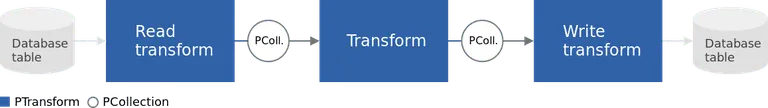 Database
table
Read
transform
PColl.
Transform
PColl.
Write
transform
Database
table
PTransform
PCollection